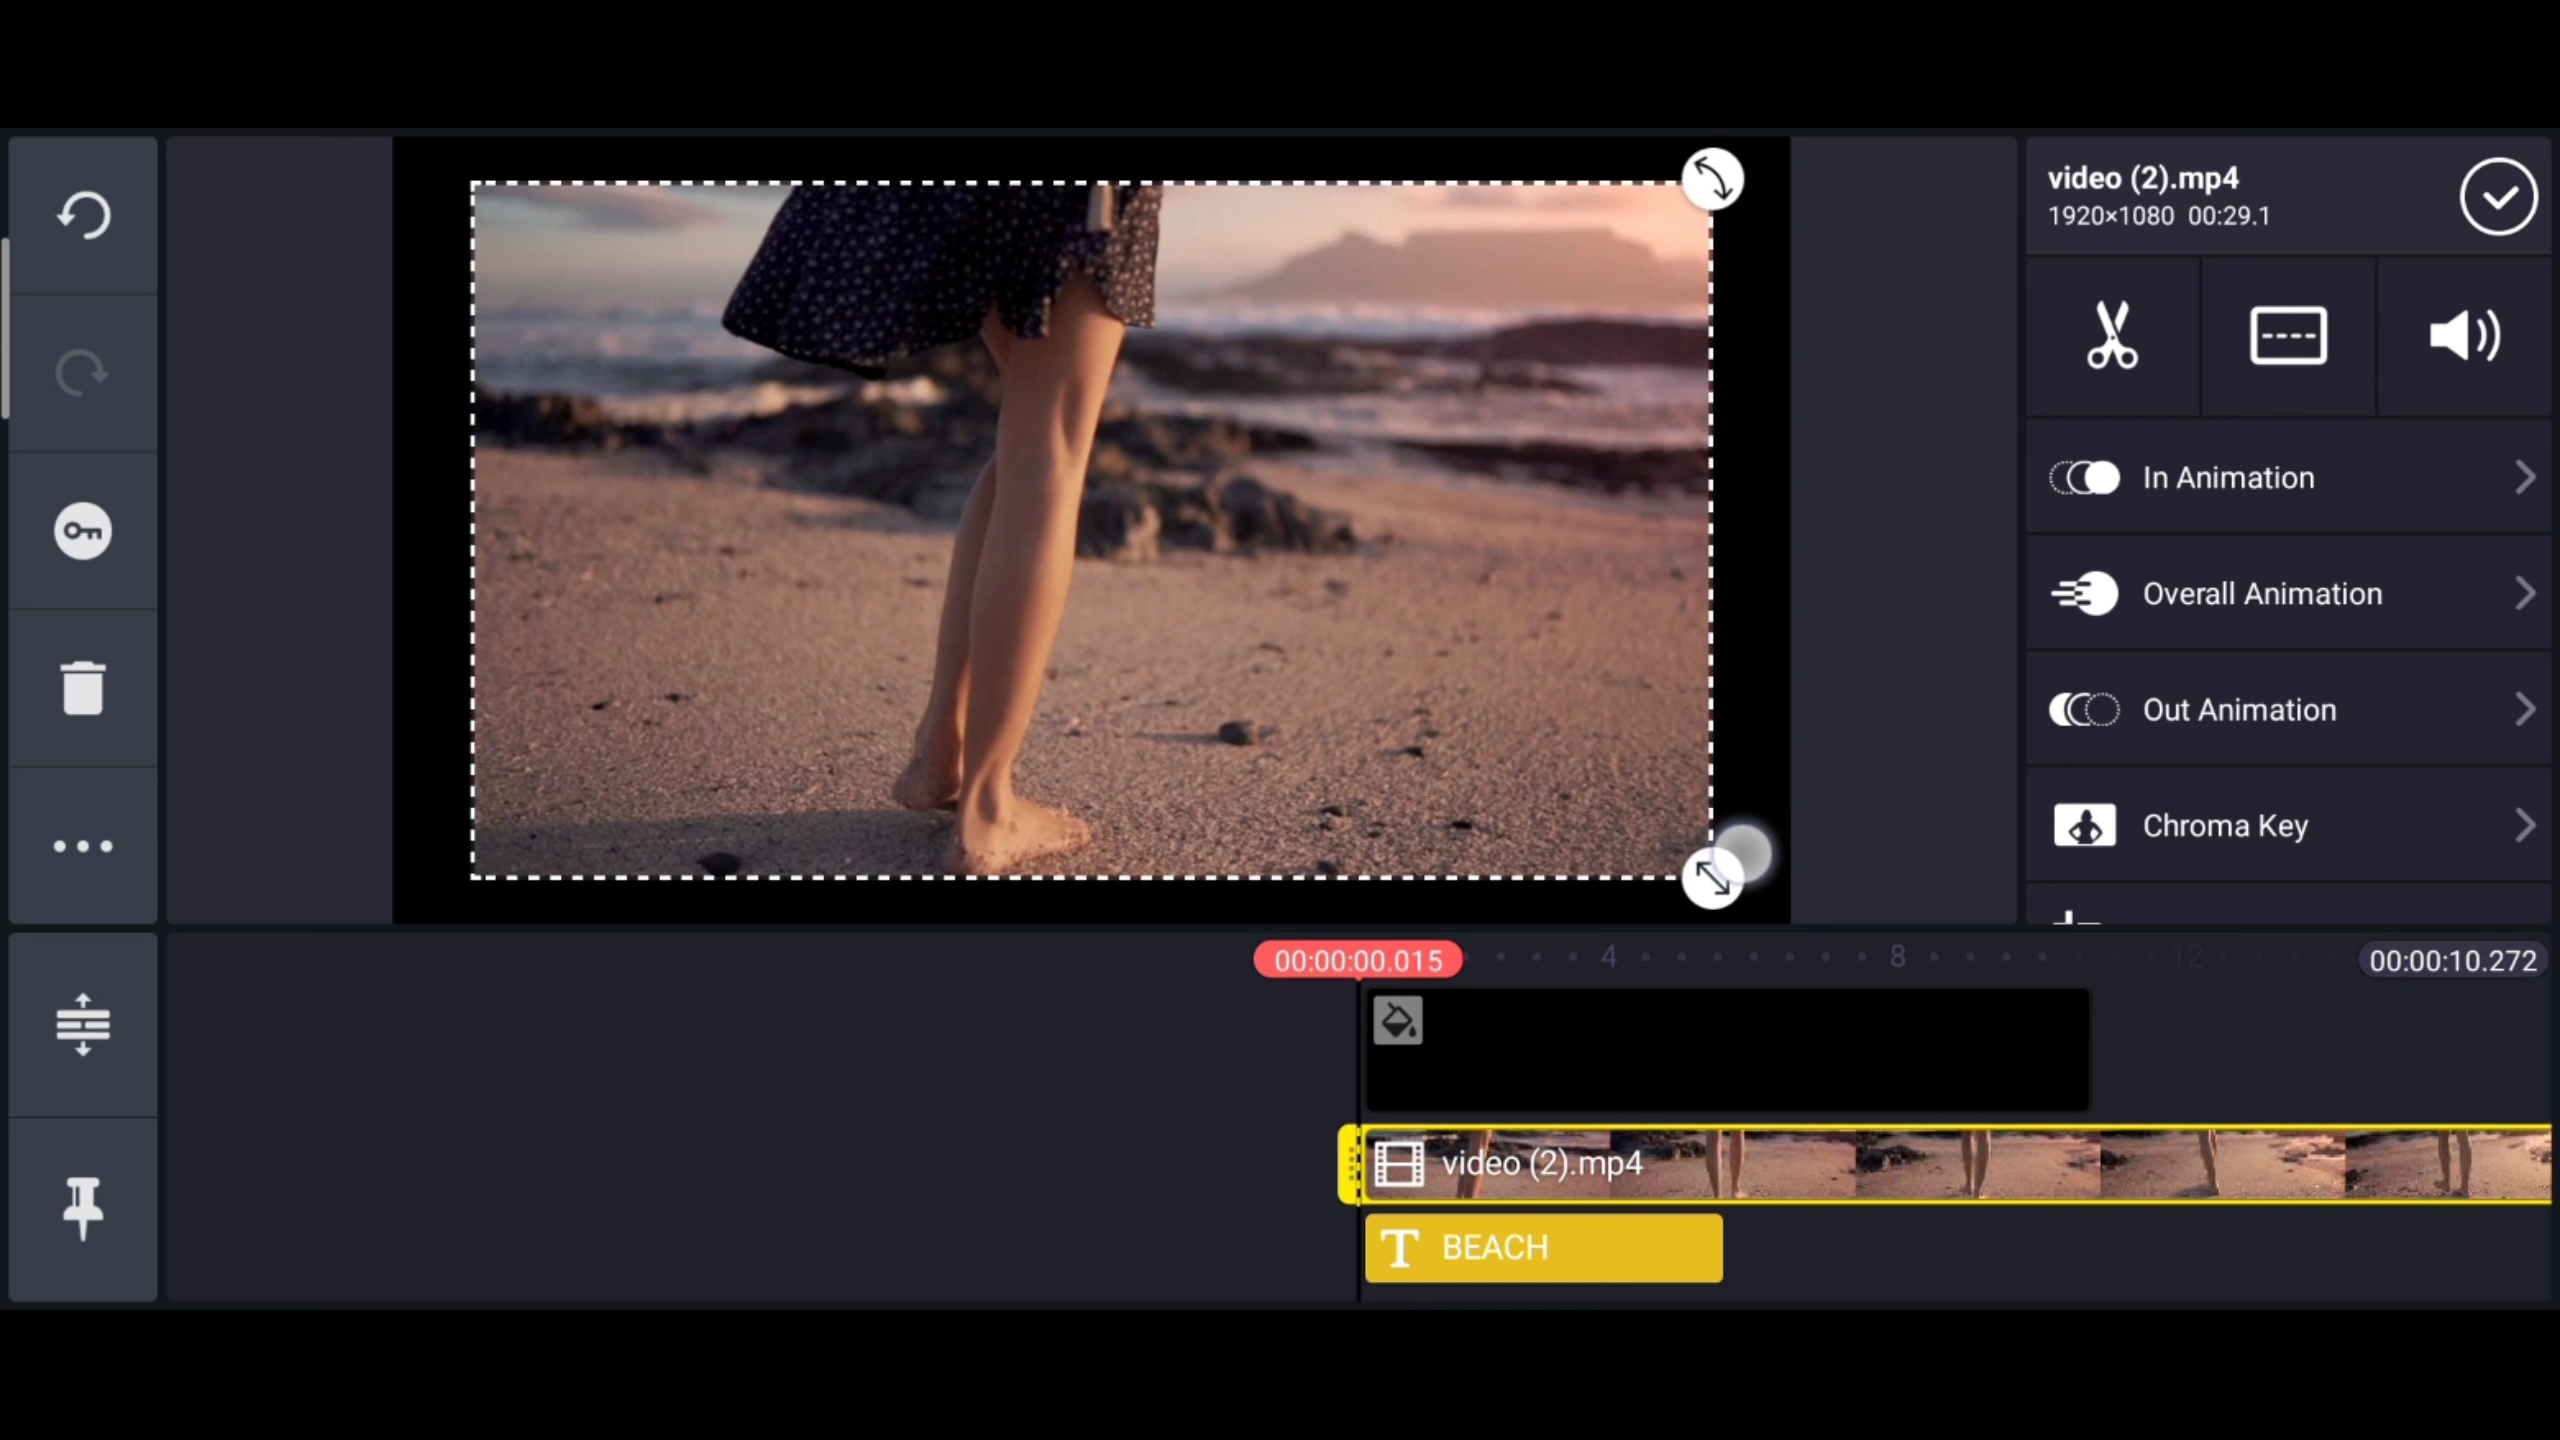 video (2).mp4
1920×1080 00:29.1
In Animation
Overall Animation
Out Animation
Chroma Key
00:00:00.015
4
8
12
00:00:10.272
video (2).mp4
T BEACH